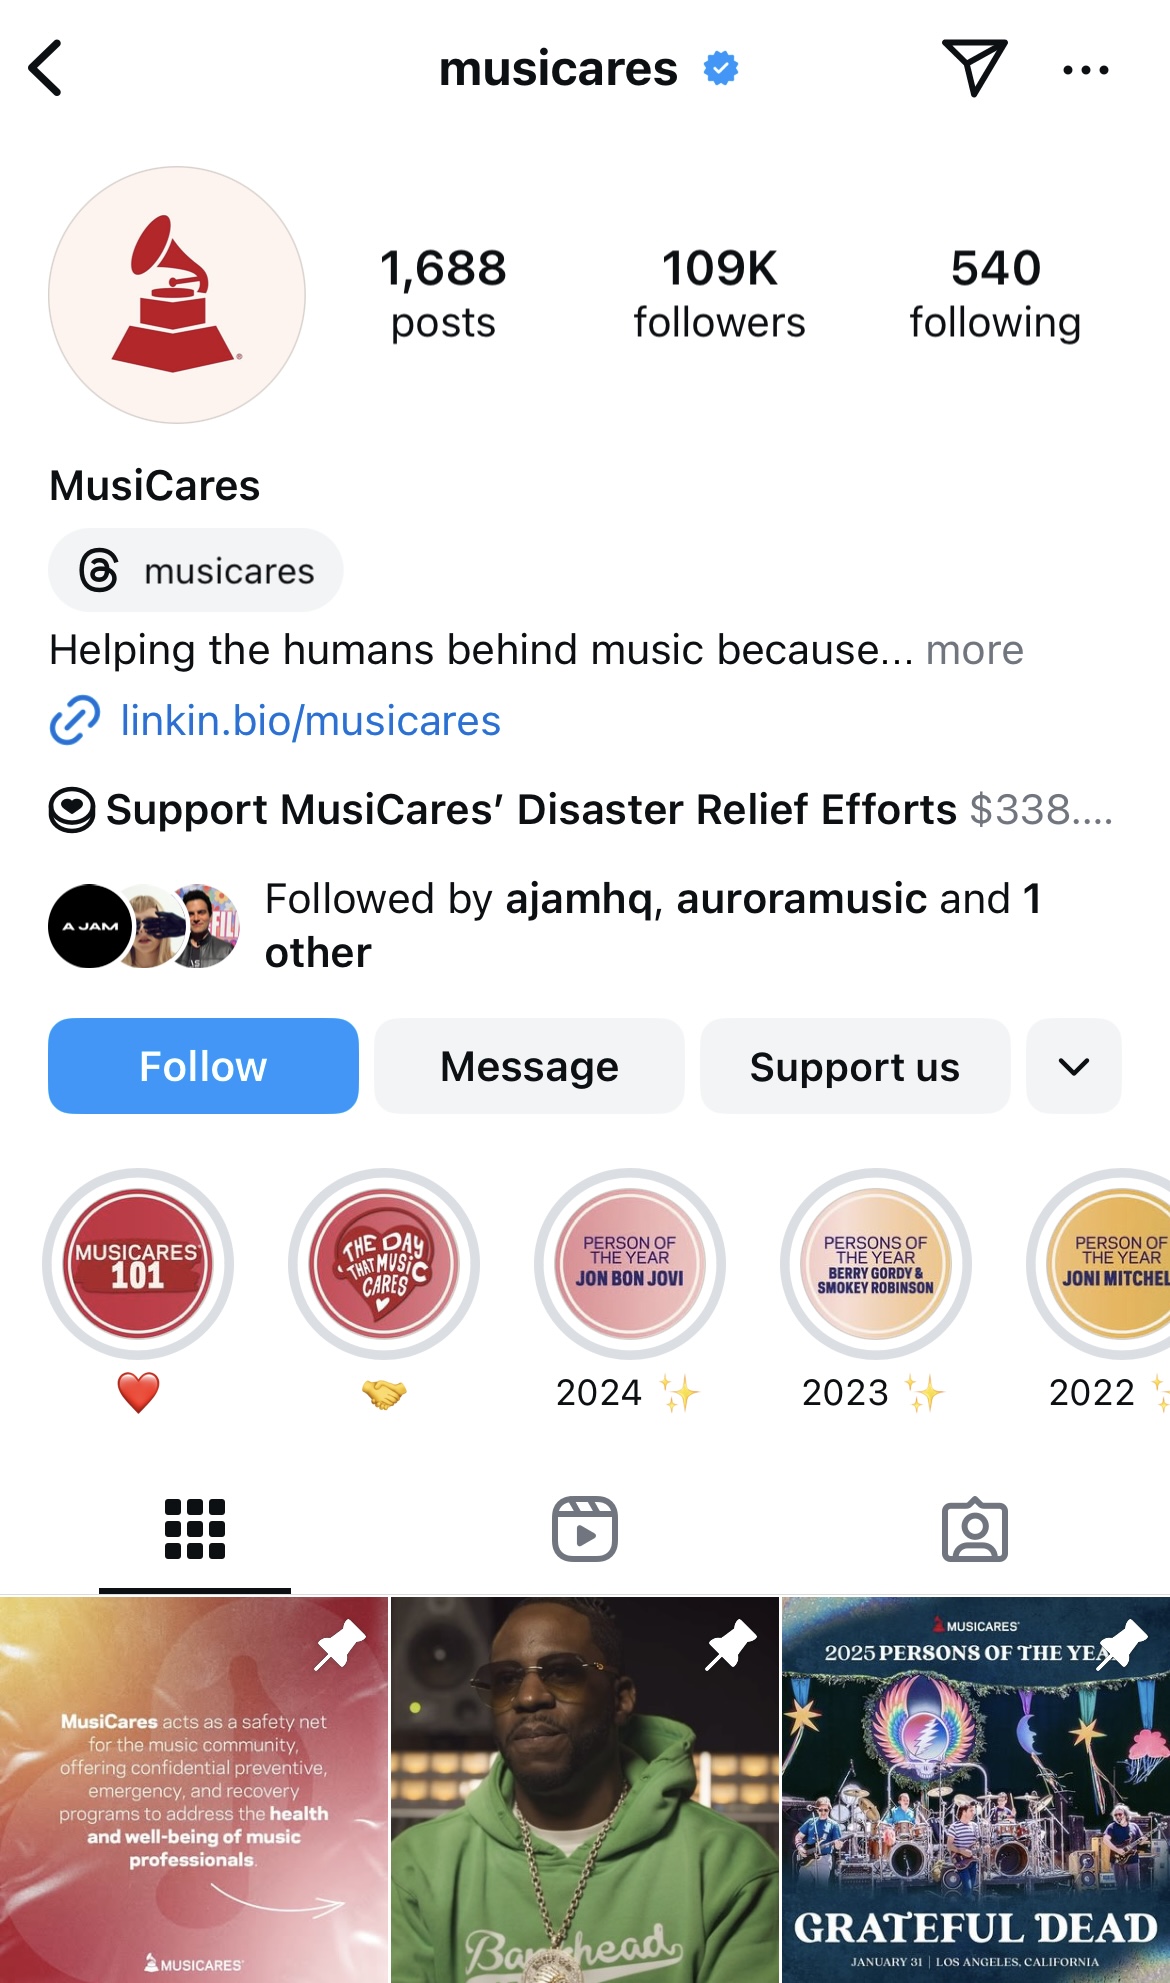 musicares
1,688
posts
109K
followers
540
following
MusiCares
musicares
Helping the humans behind music because... more
linkin.bio/musicares
Support MusiCares’ Disaster Relief Efforts $338....
A JAM
FILI
Followed by ajamhq, auroramusic and 1
other
Follow
Message
Support us
MUSICARES
101
THE DAY
THAT MUSIC
CARES
PERSON OF
THE YEAR
JON BON JOVI
PERSONS OF
THE YEAR
BERRY GORDY &
SMOKEY ROBINSON
PERSON OF
THE YEAR
JONI MITCHEL
❤️
🤝
2024 ✨
2023 ✨
2022 ✨
MusiCares acts as a safety net
for the music community,
offering confidential preventive,
emergency, and recovery
programs to address the health
and well-being of music
professionals.
MUSICARES®
MUSICARES®
2025 PERSONS OF THE YEA
GRATEFUL DEAD
JANUARY 31 | LOS ANGELES, CALIFORNIA